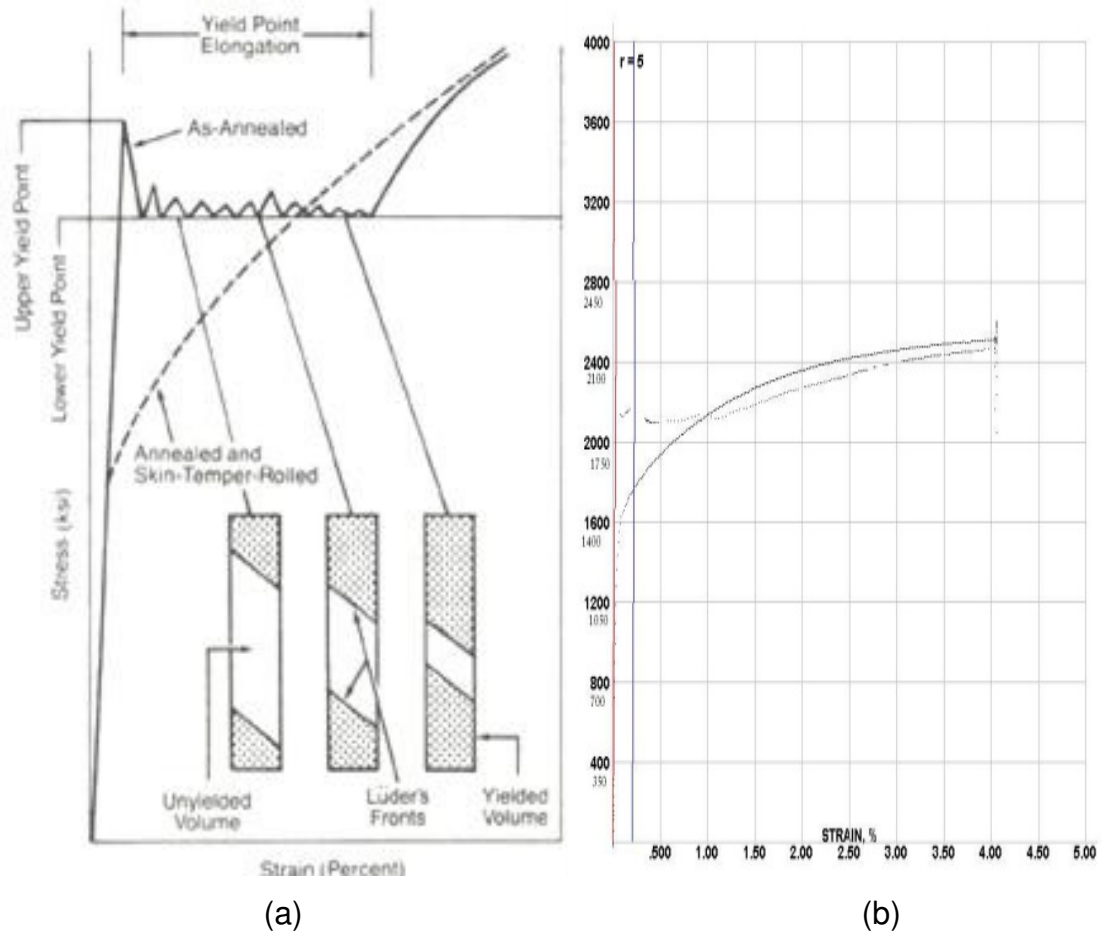 Yield Point
Elongation
As-Annealed
Upper Yield Point
Lower Yield Point
Stress (ksi)
Annealed and
Skin-Temper-Rolled
Unyielded
Volume
Lüder's
Fronts
Yielded
Volume
Strain (Percent)
(a)
r = 5
4000
3600
3200
2800
2450
2400
2100
2000
1750
1600
1400
1200
1050
800
700
400
350
STRAIN, %
.500 1.00 1.50 2.00 2.50 3.00 3.50 4.00 4.50 5.00
(b)